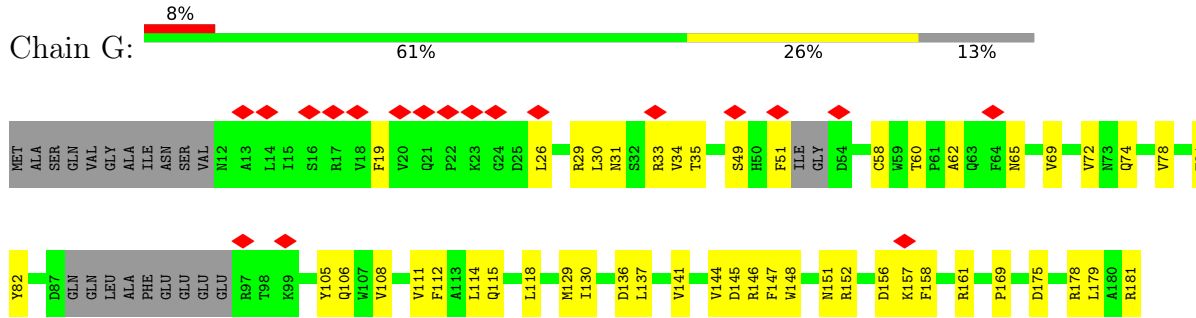 8%
Chain G:
61% 26% 13%
MET ALA SER GLN VAL GLY ALA ILE ASN SER VAL N12 A13 L14 I15 S16 R17 V18 F19 V20 Q21 P22 K23 G24 D25 L26 R29 L30 N31 S32 R33 V34 T35 S49 H50 F51 ILE GLY D54 C58 W59 T60 P61 A62 Q63 F64 N65 V69 V72 N73 Q74 V78
Y82 D87 GLN GLN LEU ALA PHE GLU GLU GLU GLU R97 T98 K99 Y105 Q106 W107 V108 V111 F112 A113 L114 Q115 L118 M129 I130 D136 L137 V141 V144 D145 R146 F147 W148 N151 R152 D156 K157 F158 R161 P169 D175 R178 L179 A180 R181